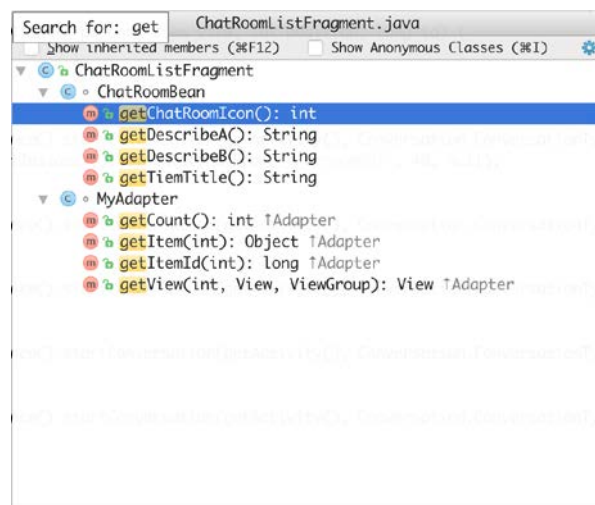 Search for: get
ChatRoomListFragment.java
Show inherited members (⌘F12) Show Anonymous Classes (⌘I)
ChatRoomListFragment
ChatRoomBean
getChatRoomIcon(): int
getDescribeA(): String
getDescribeB(): String
getTiemTitle(): String
MyAdapter
getCount(): int ↑Adapter
getItem(int): Object ↑Adapter
getItemId(int): long ↑Adapter
getView(int, View, ViewGroup): View ↑Adapter